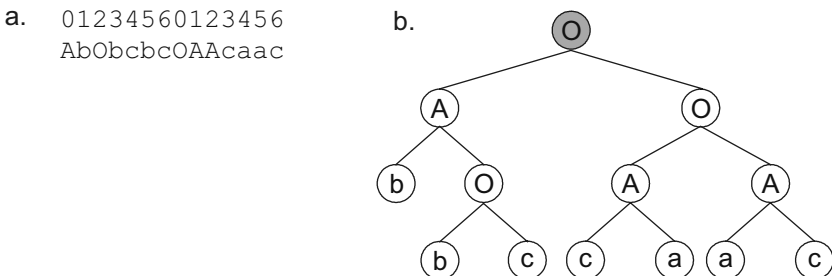 a. 01234560123456
AbObcbcOAAcaac
b.
O
A O
b O A A
b c c a a c